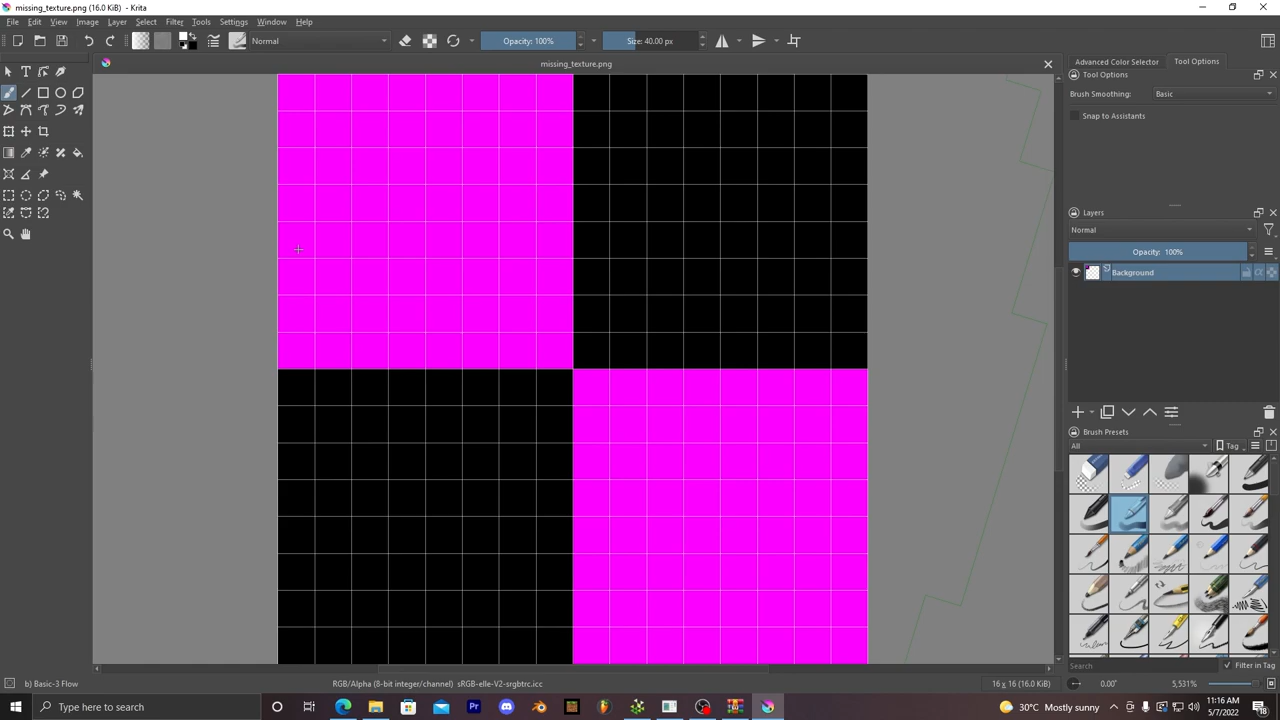 missing_texture.png (16.0 KiB) - Krita
File Edit View Image Layer Select Filter Tools Settings Window Help
Normal Opacity: 100% Size: 40.00 px
missing_texture.png
Advanced Color Selector Tool Options
Tool Options
Brush Smoothing: Basic
Snap to Assistants
Layers
Normal
Opacity: 100%
Background
Brush Presets
All Tag
Search Filter in Tag
b) Basic-3 Flow RGB/Alpha (8-bit integer/channel) sRGB-elle-V2-srgbtrc.icc 16 x 16 (16.0 KiB) 0.00° 5,531%
Type here to search Pr 30°C Mostly sunny 11:16 AM
5/7/2022 18